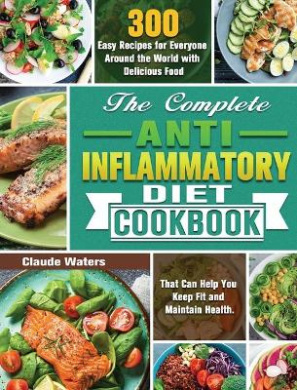 300
Easy Recipes for Everyone
Around the World with
Delicious Food
The Complete
ANTI
INFLAMMATORY
DIET
COOKBOOK
Claude Waters
That Can Help You
Keep Fit and
Maintain Health.